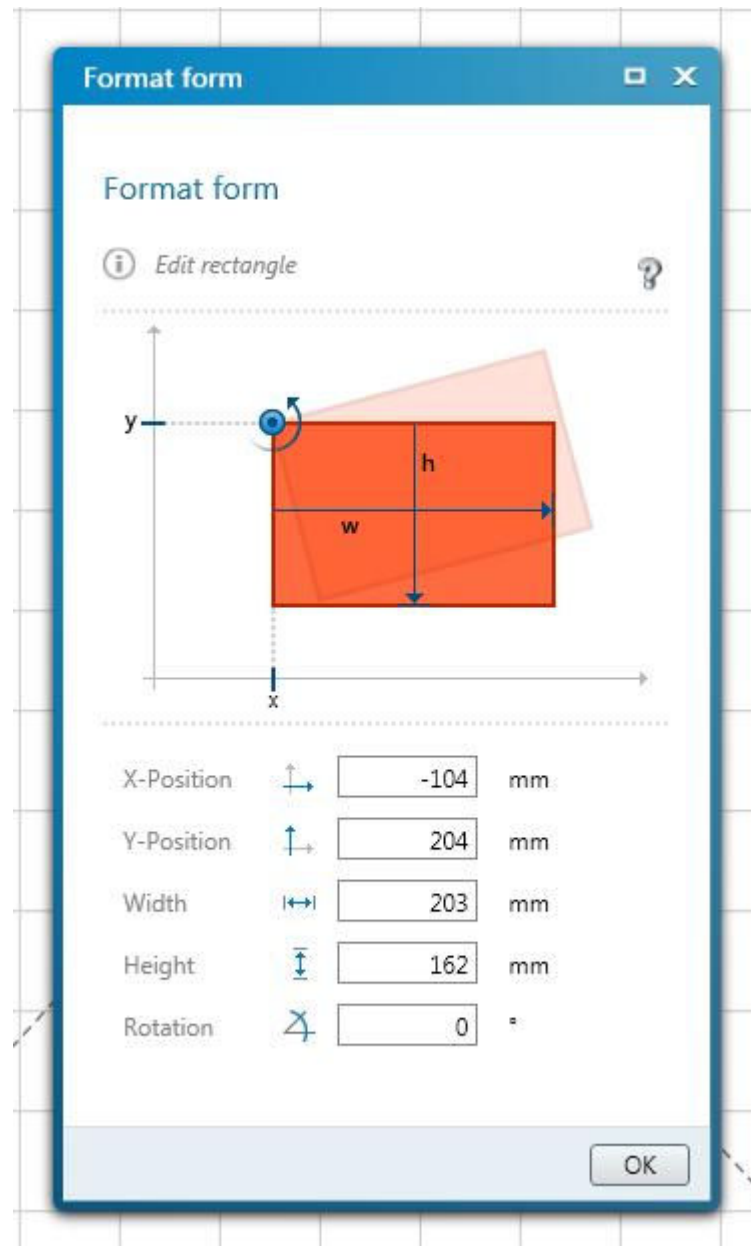 Format form
Format form
i Edit rectangle ?
y
h
w
x
X-Position -104 mm
Y-Position 204 mm
Width 203 mm
Height 162 mm
Rotation 0 °
OK